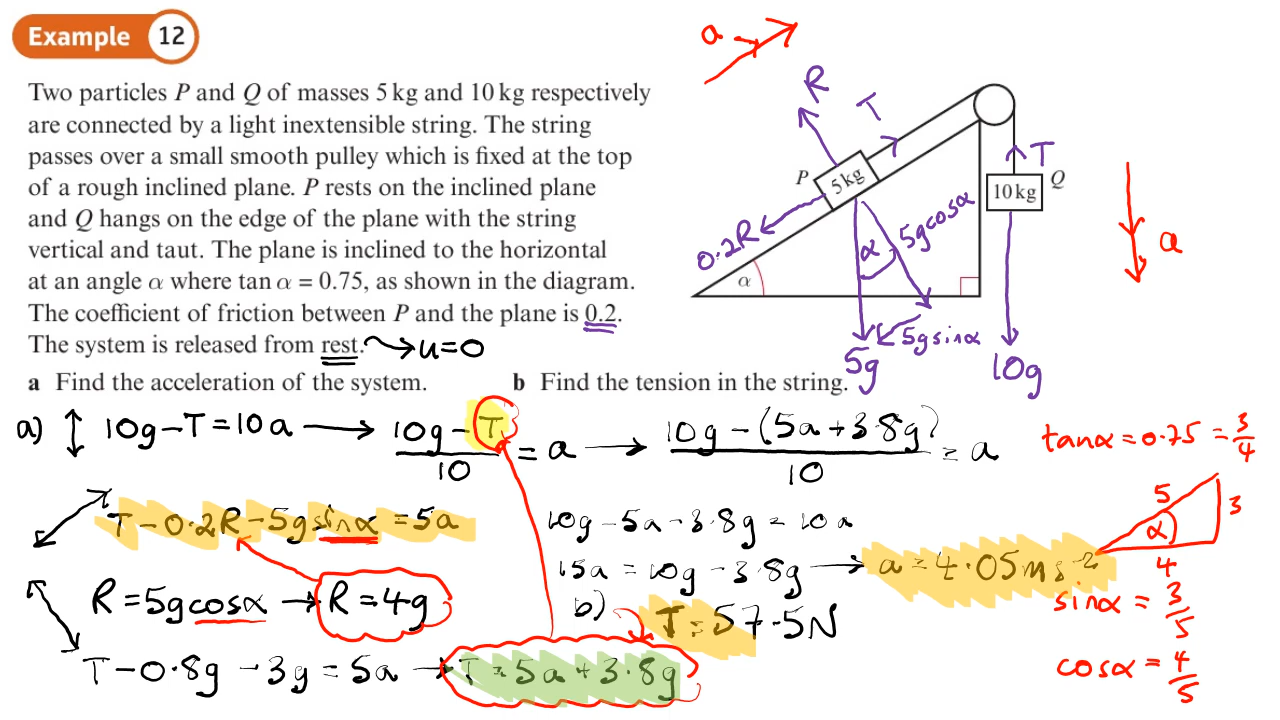 Example 12
Two particles P and Q of masses 5 kg and 10 kg respectively
are connected by a light inextensible string. The string
passes over a small smooth pulley which is fixed at the top
of a rough inclined plane. P rests on the inclined plane
and Q hangs on the edge of the plane with the string
vertical and taut. The plane is inclined to the horizontal
at an angle α where tan α = 0.75, as shown in the diagram.
The coefficient of friction between P and the plane is 0.2.
The system is released from rest. → u=0
a Find the acceleration of the system.
b Find the tension in the string.
a
R
T
P
5 kg
T
10 kg
Q
0.2R
α
α
5gcosα
5gsinα
5g
10g
a
a) ↕ 10g-T=10a → (10g-T)/10 = a → (10g-(5a+3.8g))/10 = a
T-0.2R-5gsinα=5a
R=5gcosα → R=4g
T-0.8g-3g=5a → T=5a+3.8g
10g-5a-3.8g=10a
15a=10g-3.8g → a=4.05ms⁻²
b) T=57.5N
tanα=0.75=3/4
5
3
α
4
sinα=3/5
cosα=4/5